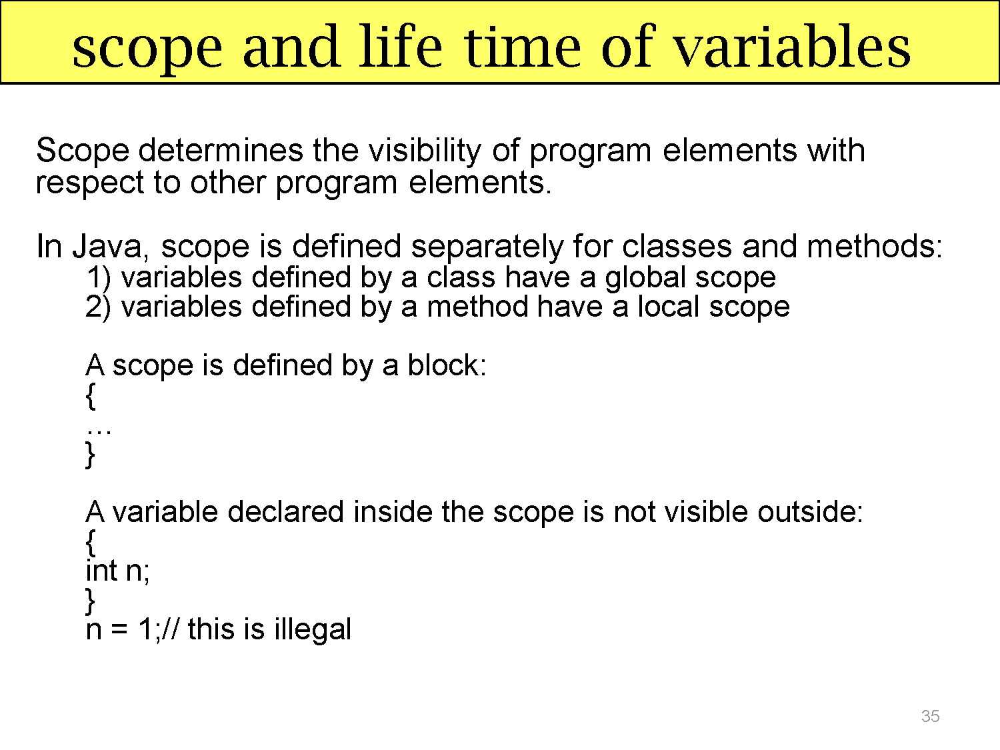 scope and life time of variables
Scope determines the visibility of program elements with
respect to other program elements.
In Java, scope is defined separately for classes and methods:
1) variables defined by a class have a global scope
2) variables defined by a method have a local scope
A scope is defined by a block:
{
…
}
A variable declared inside the scope is not visible outside:
{
int n;
}
n = 1;// this is illegal
35